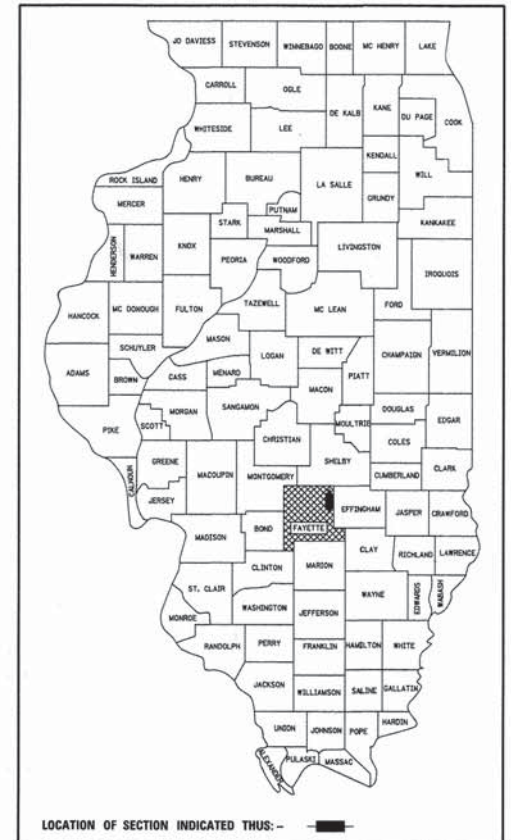 JO DAVIESS STEVENSON WINNEBAGO BOONE MC HENRY LAKE
CARROLL OGLE
DE KALB KANE DU PAGE COOK
WHITESIDE LEE
KENDALL WILL
ROCK ISLAND HENRY BUREAU LA SALLE GRUNDY
MERCER PUTNAM
STARK MARSHALL KANKAKEE
HENDERSON WARREN KNOX PEORIA WOODFORD LIVINGSTON
IROQUOIS
HANCOCK MC DONOUGH FULTON TAZEWELL MC LEAN FORD
MASON
SCHUYLER LOGAN DE WITT CHAMPAIGN VERMILION
ADAMS BROWN CASS MENARD MACON PIATT
MORGAN SANGAMON DOUGLAS EDGAR
PIKE SCOTT CHRISTIAN MOULTRIE COLES
GREENE MACOUPIN MONTGOMERY SHELBY CUMBERLAND CLARK
CALHOUN JERSEY
FAYETTE EFFINGHAM JASPER CRAWFORD
MADISON BOND
CLAY RICHLAND LAWRENCE
CLINTON MARION
ST. CLAIR WAYNE EDWARDS WABASH
MONROE WASHINGTON JEFFERSON
RANDOLPH PERRY FRANKLIN HAMILTON WHITE
JACKSON WILLIAMSON SALINE GALLATIN
UNION JOHNSON POPE HARDIN
ALEXANDER PULASKI MASSAC
LOCATION OF SECTION INDICATED THUS: -